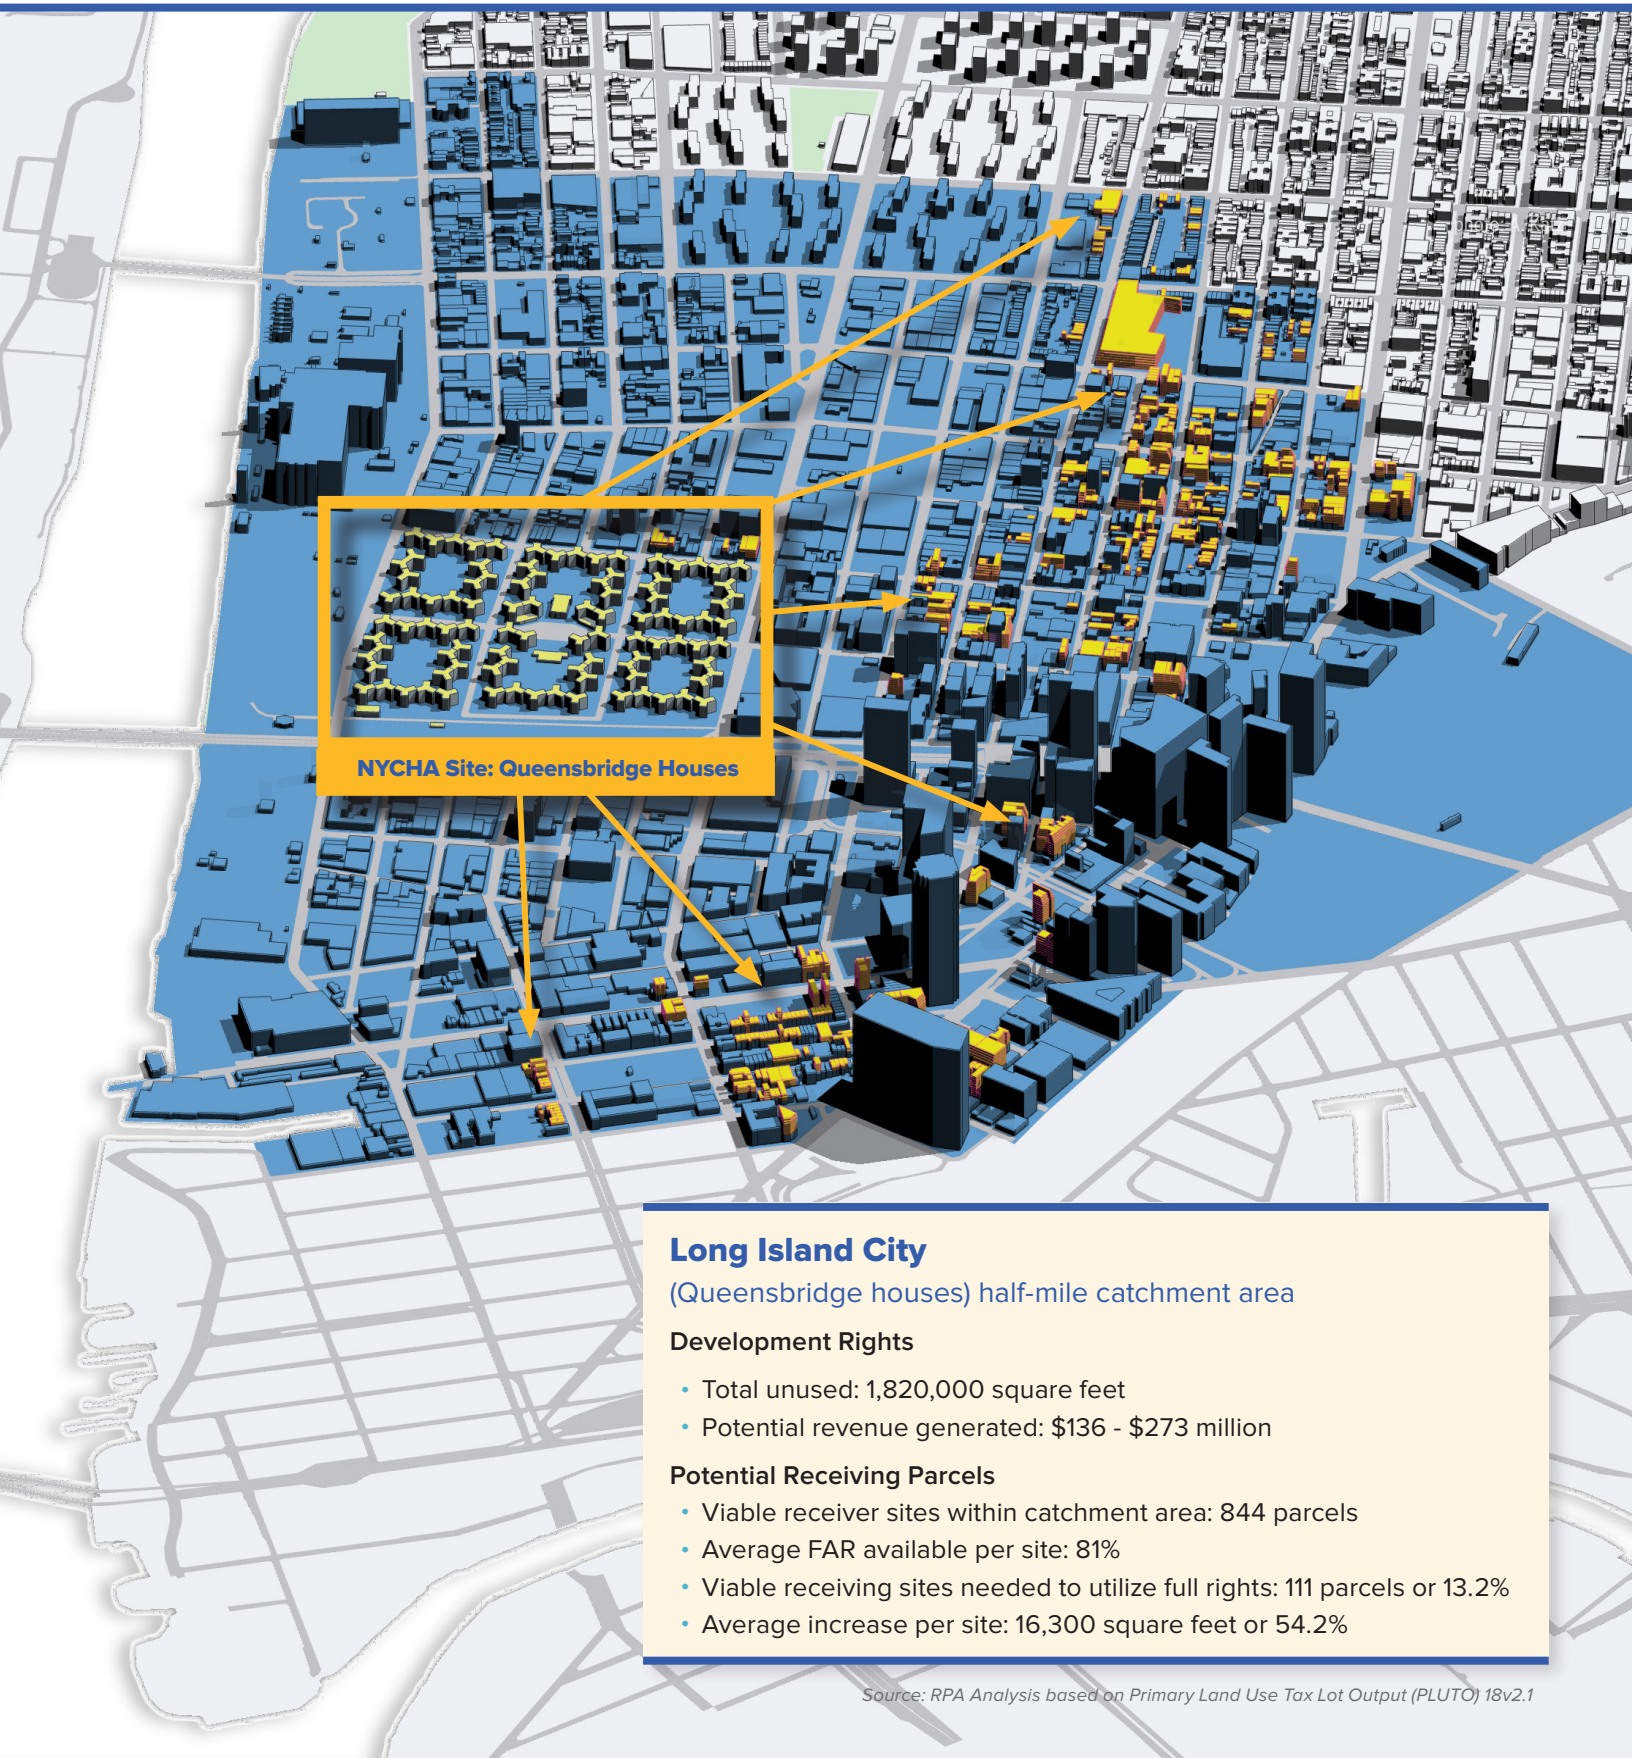 NYCHA Site: Queensbridge Houses
Long Island City
(Queensbridge houses) half-mile catchment area
Development Rights
• Total unused: 1,820,000 square feet
• Potential revenue generated: $136 - $273 million
Potential Receiving Parcels
• Viable receiver sites within catchment area: 844 parcels
• Average FAR available per site: 81%
• Viable receiving sites needed to utilize full rights: 111 parcels or 13.2%
• Average increase per site: 16,300 square feet or 54.2%
Source: RPA Analysis based on Primary Land Use Tax Lot Output (PLUTO) 18v2.1